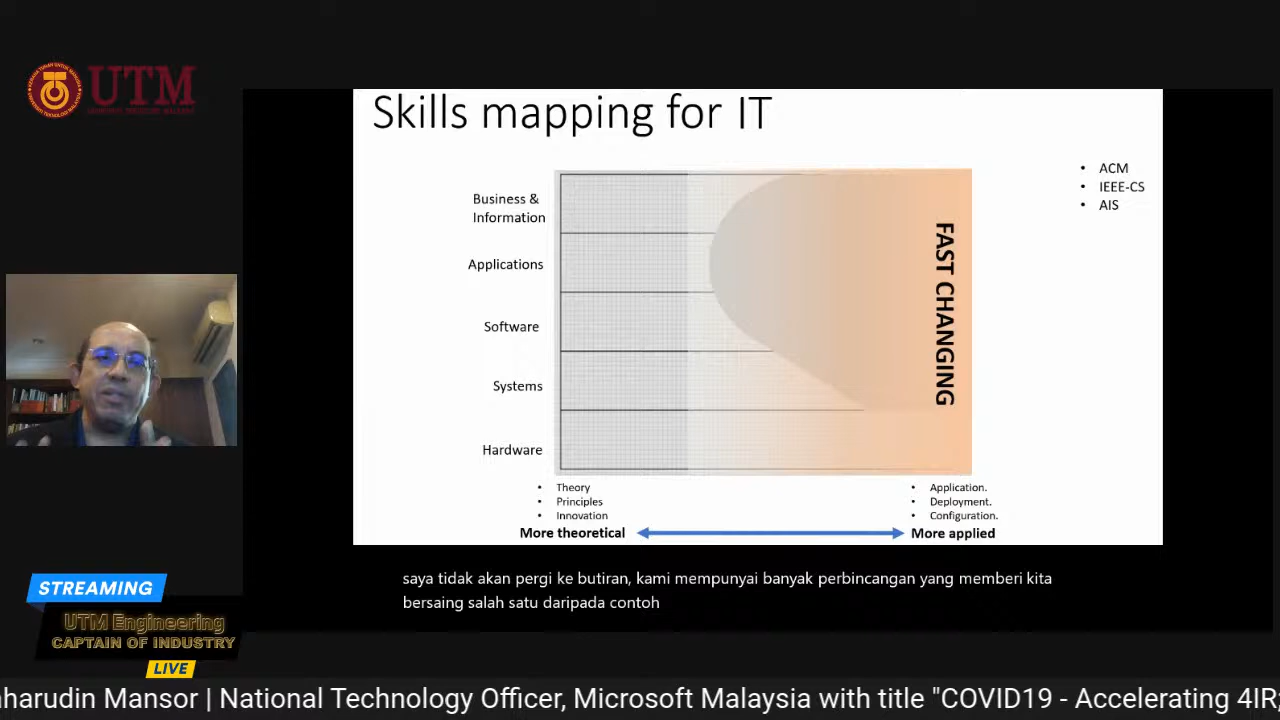 UTM
Skills mapping for IT
Business &
Information
Applications
Software
Systems
Hardware
FAST CHANGING
• ACM
• IEEE-CS
• AIS
• Theory
• Principles
• Innovation
More theoretical
• Application.
• Deployment.
• Configuration.
More applied
saya tidak akan pergi ke butiran, kami mempunyai banyak perbincangan yang memberi kita
bersaing salah satu daripada contoh
STREAMING
UTM Engineering
CAPTAIN OF INDUSTRY
LIVE
aharudin Mansor | National Technology Officer, Microsoft Malaysia with title "COVID19 - Accelerating 4IR;